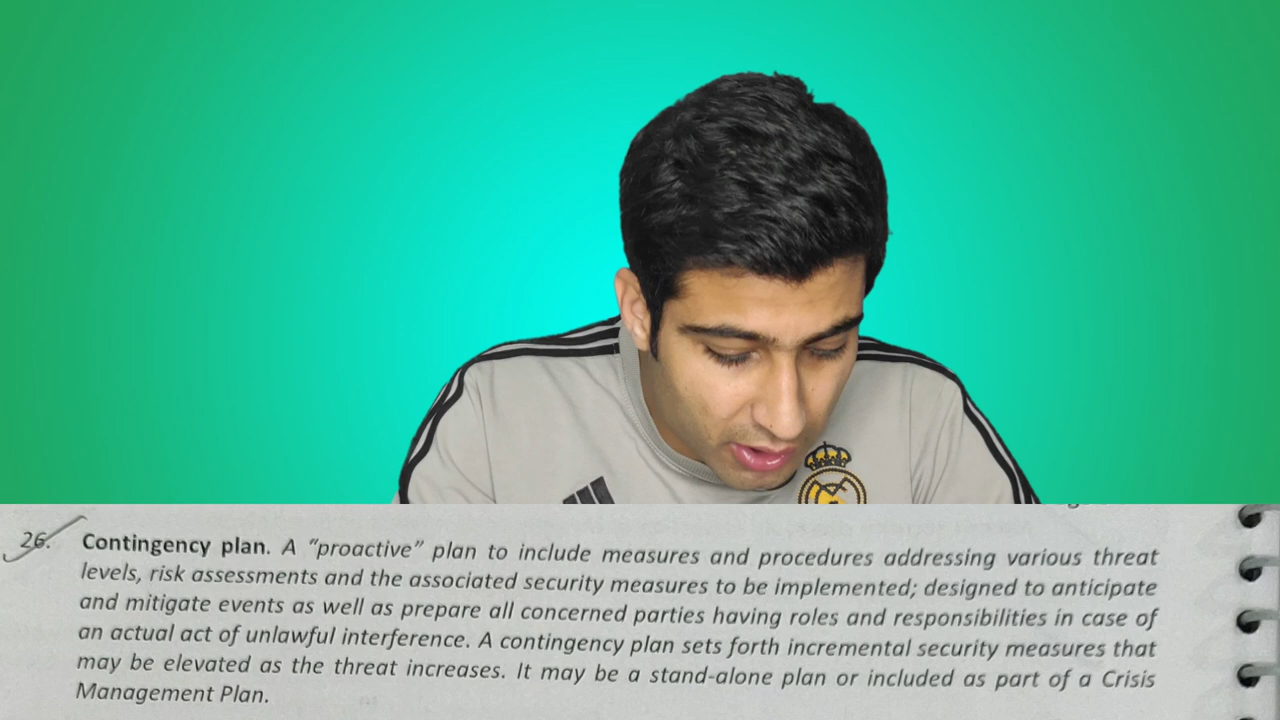 26. Contingency plan. A “proactive” plan to include measures and procedures addressing various threat
levels, risk assessments and the associated security measures to be implemented; designed to anticipate
and mitigate events as well as prepare all concerned parties having roles and responsibilities in case of
an actual act of unlawful interference. A contingency plan sets forth incremental security measures that
may be elevated as the threat increases. It may be a stand-alone plan or included as part of a Crisis
Management Plan.